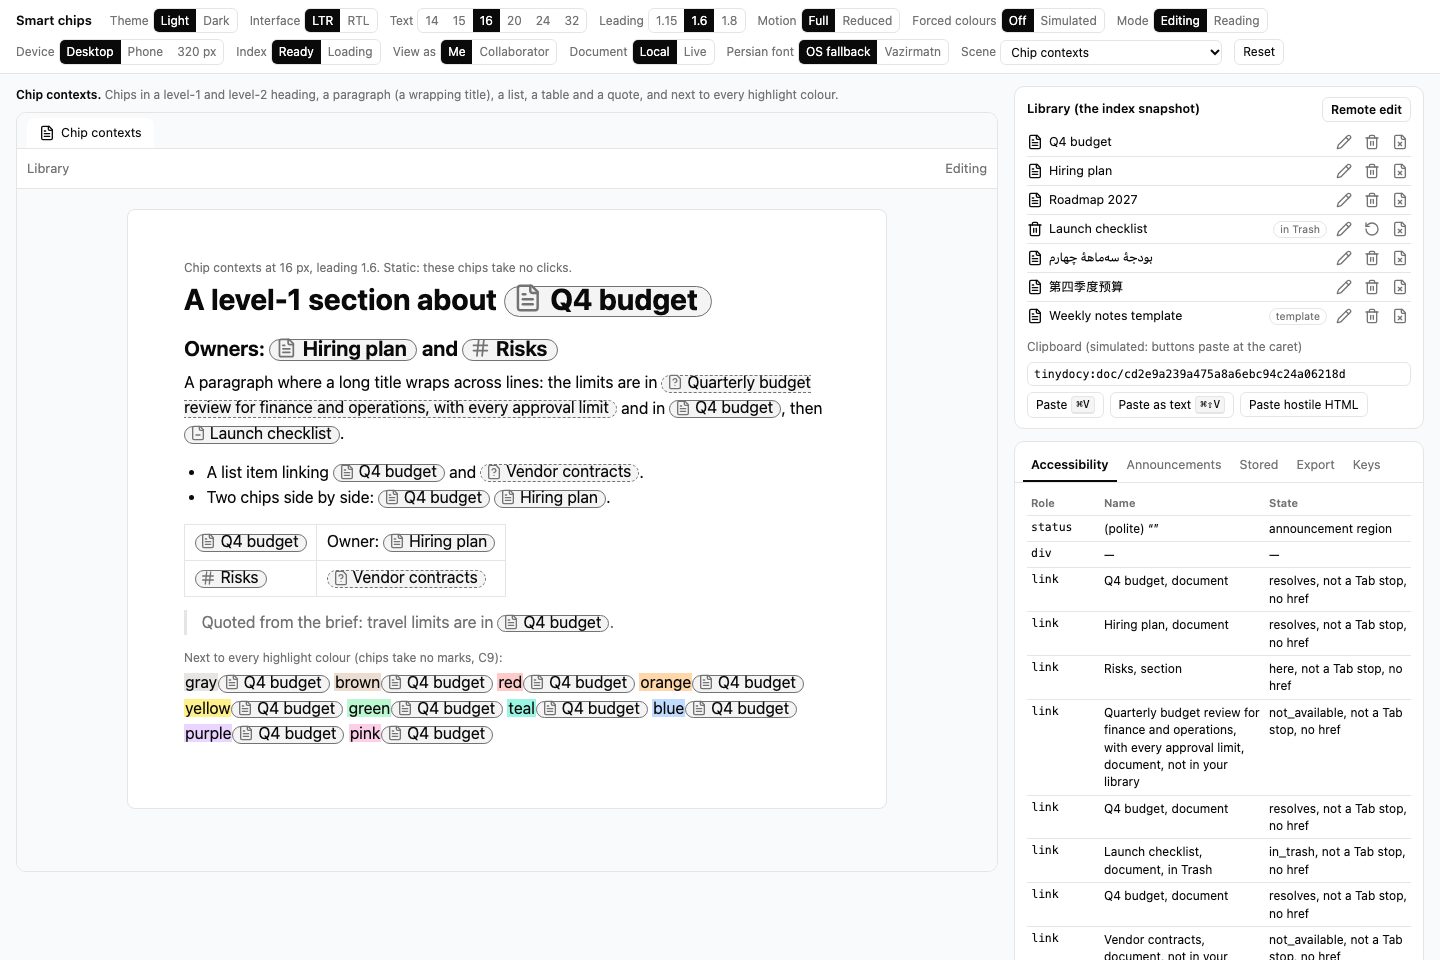 Smart chips Theme Light Dark Interface LTR RTL Text 14 15 16 20 24 32 Leading 1.15 1.6 1.8 Motion Full Reduced Forced colours Off Simulated Mode Editing Reading
Device Desktop Phone 320 px Index Ready Loading View as Me Collaborator Document Local Live Persian font OS fallback Vazirmatn Scene Chip contexts Reset
Chip contexts. Chips in a level-1 and level-2 heading, a paragraph (a wrapping title), a list, a table and a quote, and next to every highlight colour.
Chip contexts
Library Editing
Chip contexts at 16 px, leading 1.6. Static: these chips take no clicks.
A level-1 section about Q4 budget
Owners: Hiring plan and Risks
A paragraph where a long title wraps across lines: the limits are in Quarterly budget
review for finance and operations, with every approval limit and in Q4 budget, then
Launch checklist.
• A list item linking Q4 budget and Vendor contracts.
• Two chips side by side: Q4 budget Hiring plan.
Q4 budget Owner: Hiring plan
Risks Vendor contracts
Quoted from the brief: travel limits are in Q4 budget.
Next to every highlight colour (chips take no marks, C9):
gray Q4 budget brown Q4 budget red Q4 budget orange Q4 budget
yellow Q4 budget green Q4 budget teal Q4 budget blue Q4 budget
purple Q4 budget pink Q4 budget
Library (the index snapshot) Remote edit
Q4 budget
Hiring plan
Roadmap 2027
Launch checklist in Trash
بودجهٔ سه‌ماههٔ چهارم
第四季度预算
Weekly notes template template
Clipboard (simulated: buttons paste at the caret)
tinydocy:doc/cd2e9a239a475a8a6ebc94c24a06218d
Paste ⌘V Paste as text ⌘⇧V Paste hostile HTML
Accessibility Announcements Stored Export Keys
Role Name State
status (polite) “” announcement region
div — —
link Q4 budget, document resolves, not a Tab stop,
no href
link Hiring plan, document resolves, not a Tab stop,
no href
link Risks, section here, not a Tab stop, no
href
link Quarterly budget review for not_available, not a Tab
finance and operations, stop, no href
with every approval limit,
document, not in your
library
link Q4 budget, document resolves, not a Tab stop,
no href
link Launch checklist, in_trash, not a Tab stop,
document, in Trash no href
link Q4 budget, document resolves, not a Tab stop,
no href
link Vendor contracts, not_available, not a Tab
document, not in your stop, no href